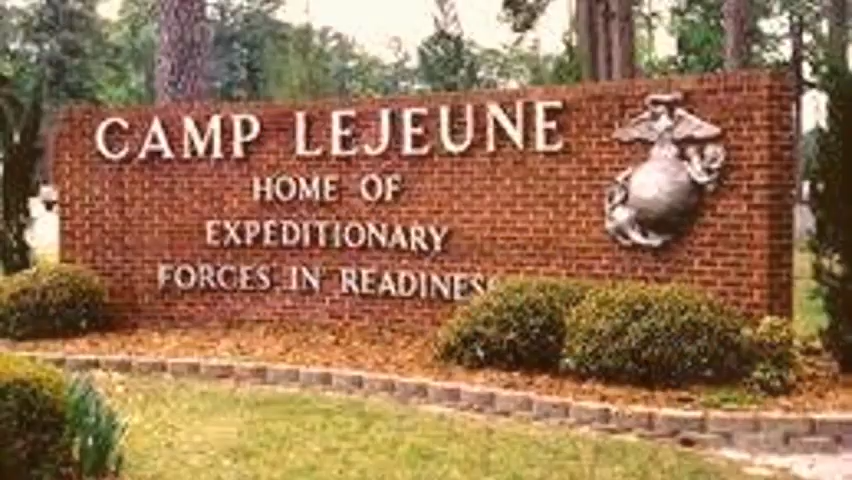 CAMP LEJEUNE
HOME OF
EXPEDITIONARY
FORCES IN READINESS